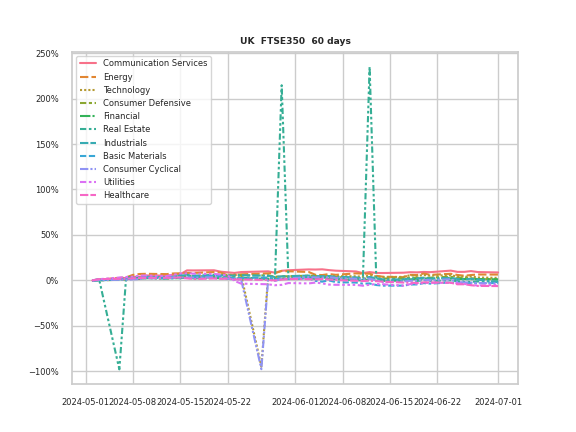 UK FTSE350 60 days
250%
200%
150%
100%
50%
0%
−50%
−100%
Communication Services
Energy
Technology
Consumer Defensive
Financial
Real Estate
Industrials
Basic Materials
Consumer Cyclical
Utilities
Healthcare
2024-05-01 2024-05-08 2024-05-15 2024-05-22 2024-06-01 2024-06-08 2024-06-15 2024-06-22 2024-07-01